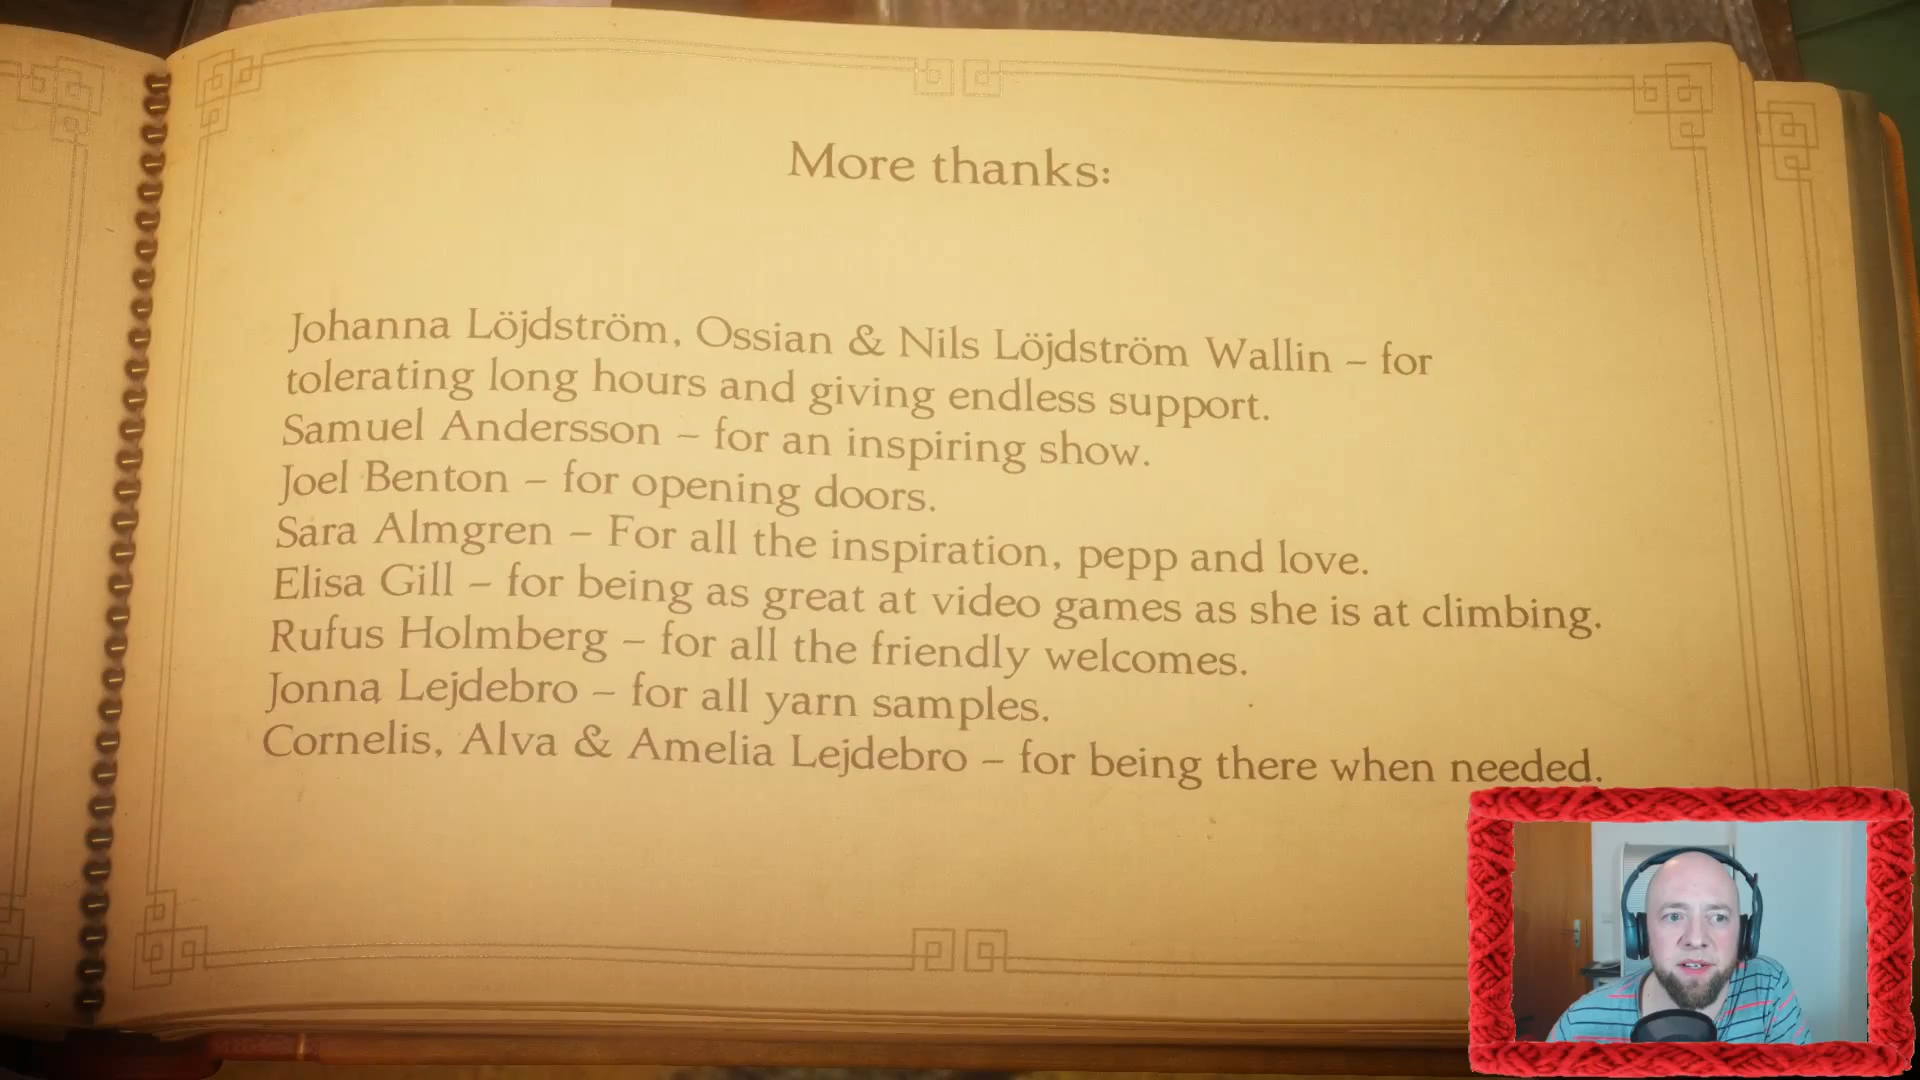 More thanks:
Johanna Löjdström, Ossian & Nils Löjdström Wallin – for
tolerating long hours and giving endless support.
Samuel Andersson – for an inspiring show.
Joel Benton – for opening doors.
Sara Almgren – For all the inspiration, pepp and love.
Elisa Gill – for being as great at video games as she is at climbing.
Rufus Holmberg – for all the friendly welcomes.
Jonna Lejdebro – for all yarn samples.
Cornelis, Alva & Amelia Lejdebro – for being there when needed.